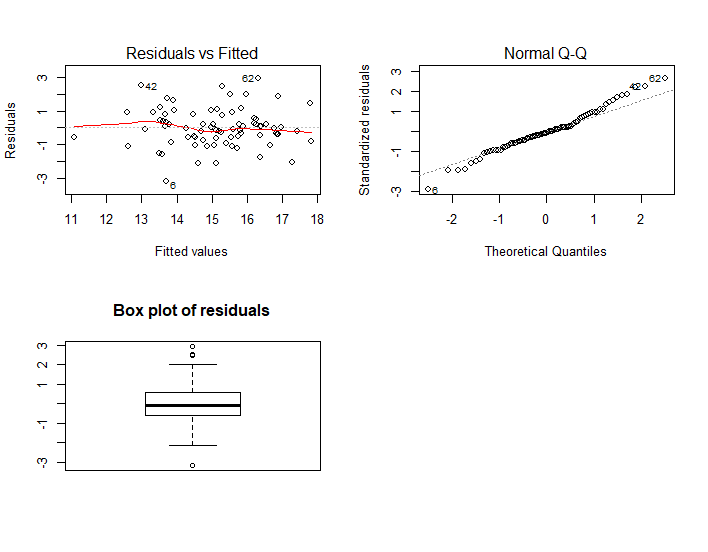 Residuals vs Fitted
Residuals
3
1
-1
-3
42
62
6
11 12 13 14 15 16 17 18
Fitted values
Normal Q-Q
Standardized residuals
3
1
-1
-3
42
62
6
-2 -1 0 1 2
Theoretical Quantiles
Box plot of residuals
3
2
1
-1
-3